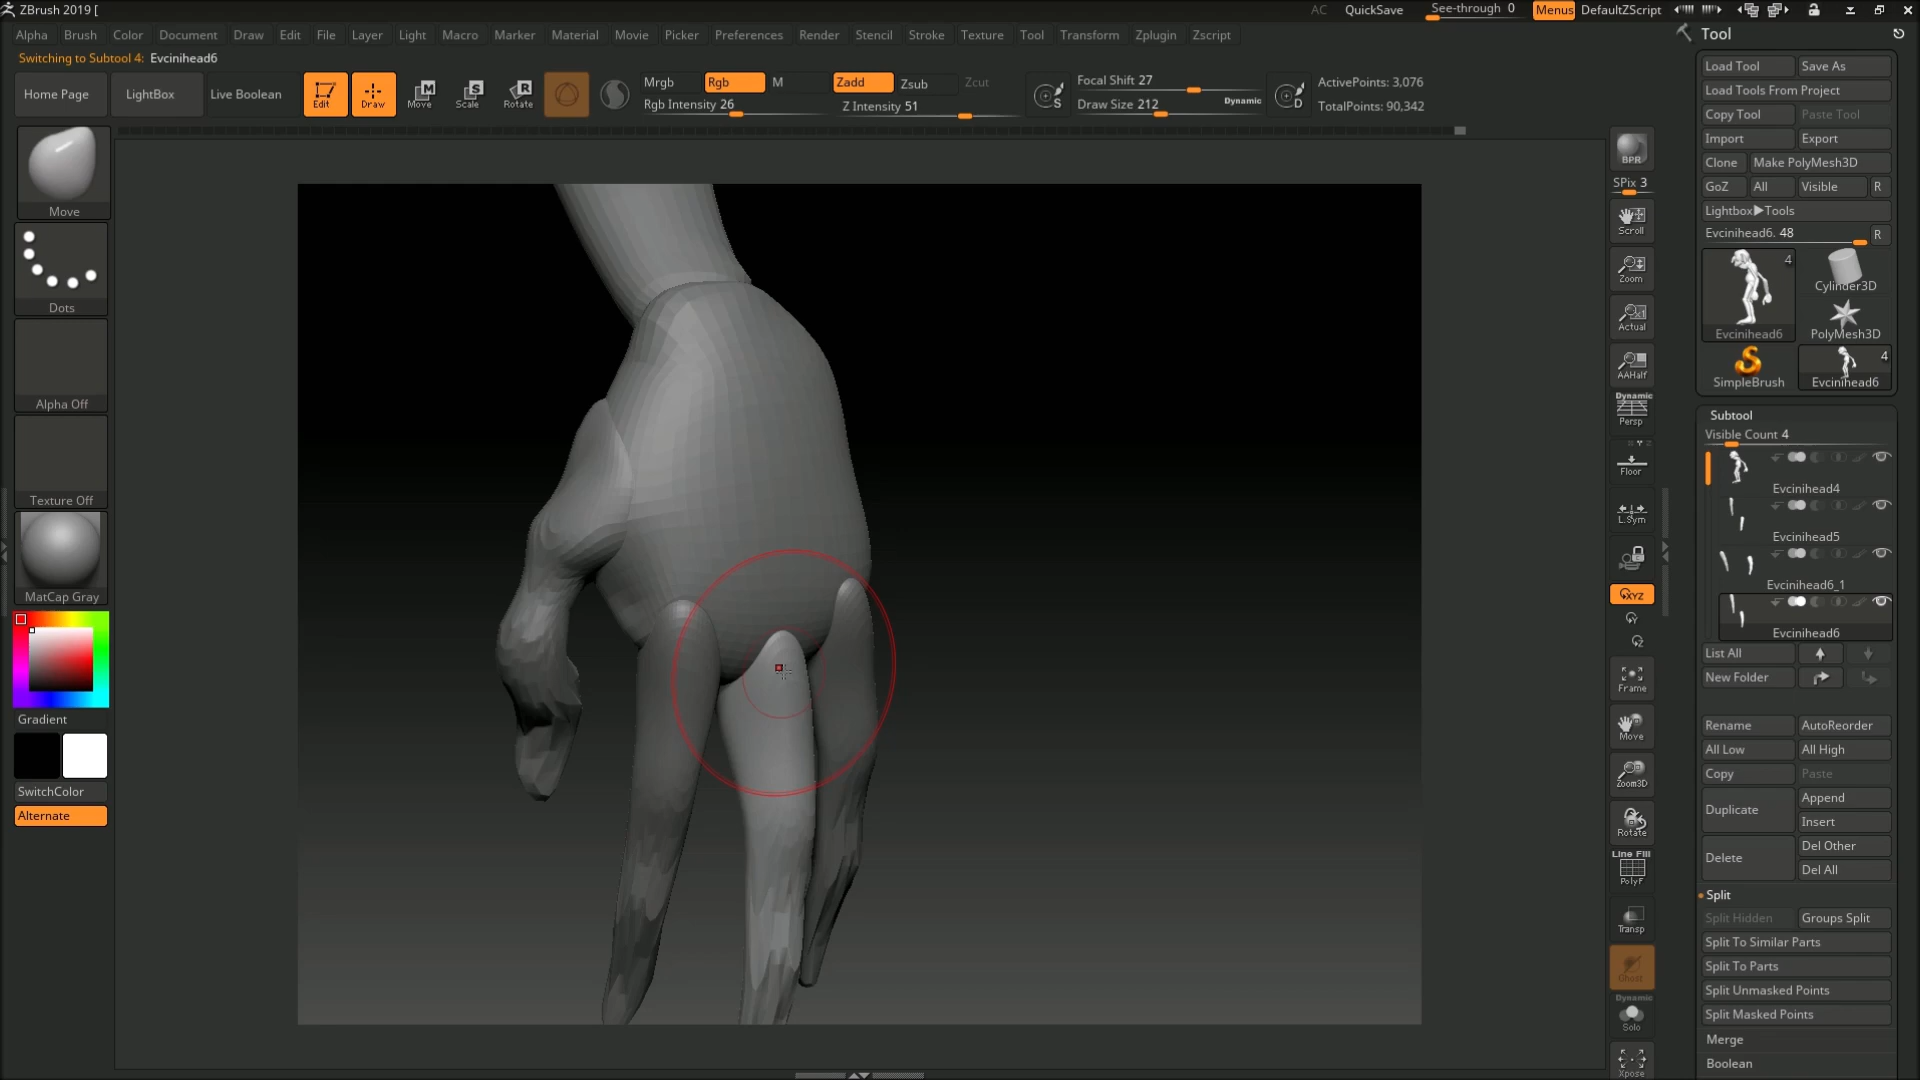 ZBrush 2019 [
AC QuickSave See-through 0 Menus DefaultZScript
Alpha Brush Color Document Draw Edit File Layer Light Macro Marker Material Movie Picker Preferences Render Stencil Stroke Texture Tool Transform Zplugin Zscript
Switching to Subtool 4: Evcinihead6
Home Page LightBox Live Boolean Edit Draw Move Scale Rotate
Mrgb Rgb M Zadd Zsub Zcut
Rgb Intensity 26 Z Intensity 51
Focal Shift 27
Draw Size 212 Dynamic
ActivePoints: 3,076
TotalPoints: 90,342
Move
Dots
Alpha Off
Texture Off
MatCap Gray
Gradient
SwitchColor
Alternate
BPR
SPix 3
Scroll
Zoom
Actual
AAHalf
Dynamic
Persp
Floor
L.Sym
XYZ
Frame
Move
Zoom3D
Rotate
Line Fill
PolyF
Transp
Ghost
Dynamic
Solo
Xpose
Tool
Load Tool Save As
Load Tools From Project
Copy Tool Paste Tool
Import Export
Clone Make PolyMesh3D
GoZ All Visible R
Lightbox▶Tools
Evcinihead6. 48 R
4
Cylinder3D
Evcinihead6 PolyMesh3D
4
SimpleBrush Evcinihead6
Subtool
Visible Count 4
Evcinihead4
Evcinihead5
Evcinihead6_1
Evcinihead6
List All
New Folder
Rename AutoReorder
All Low All High
Copy Paste
Duplicate Append
Insert
Delete Del Other
Del All
Split
Split Hidden Groups Split
Split To Similar Parts
Split To Parts
Split Unmasked Points
Split Masked Points
Merge
Boolean